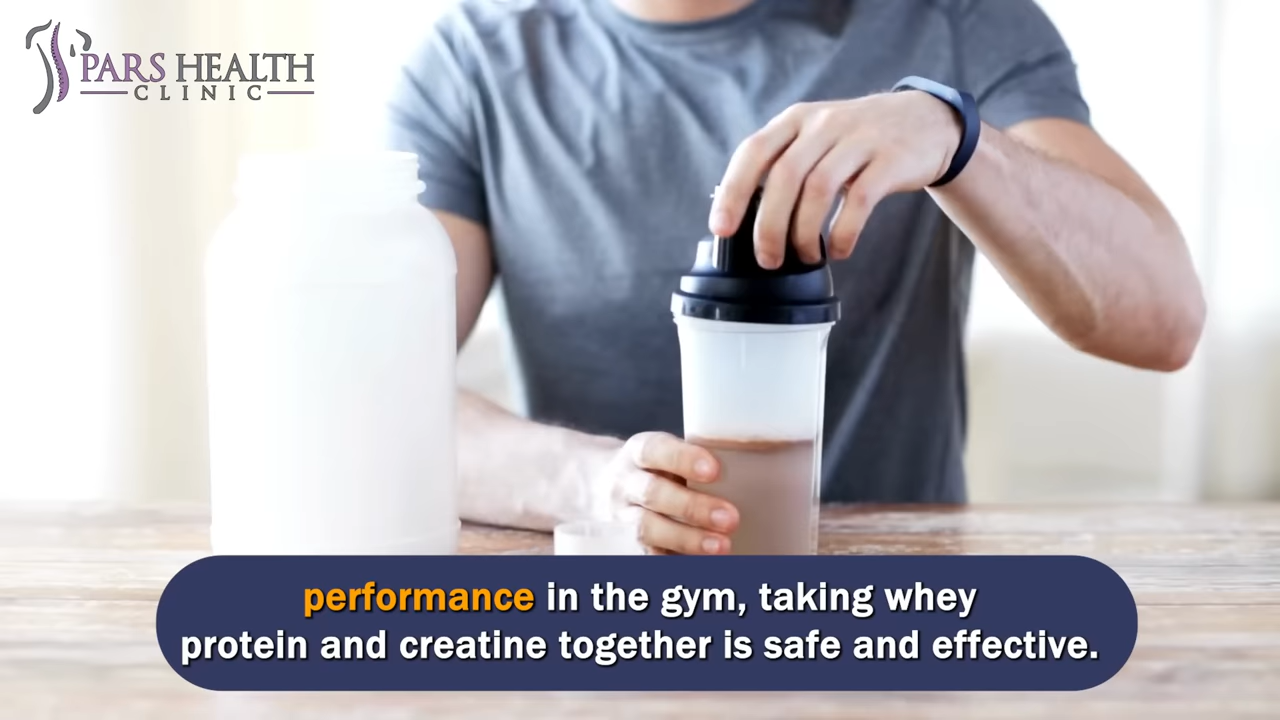 PARS HEALTH
CLINIC
performance in the gym, taking whey
protein and creatine together is safe and effective.